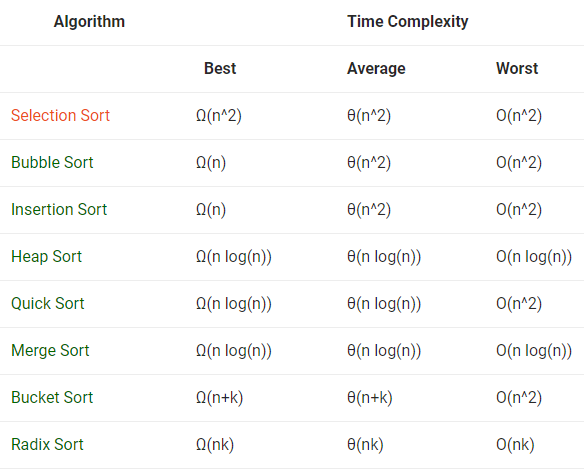 Algorithm Time Complexity
Best Average Worst
Selection Sort Ω(n^2) θ(n^2) O(n^2)
Bubble Sort Ω(n) θ(n^2) O(n^2)
Insertion Sort Ω(n) θ(n^2) O(n^2)
Heap Sort Ω(n log(n)) θ(n log(n)) O(n log(n))
Quick Sort Ω(n log(n)) θ(n log(n)) O(n^2)
Merge Sort Ω(n log(n)) θ(n log(n)) O(n log(n))
Bucket Sort Ω(n+k) θ(n+k) O(n^2)
Radix Sort Ω(nk) θ(nk) O(nk)